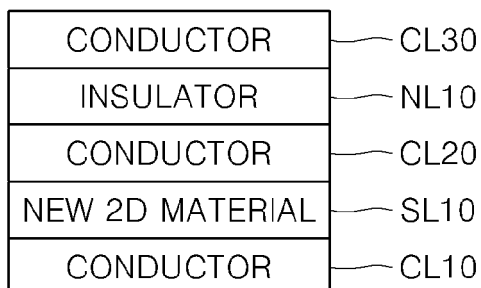 CONDUCTOR CL30
INSULATOR NL10
CONDUCTOR CL20
NEW 2D MATERIAL SL10
CONDUCTOR CL10